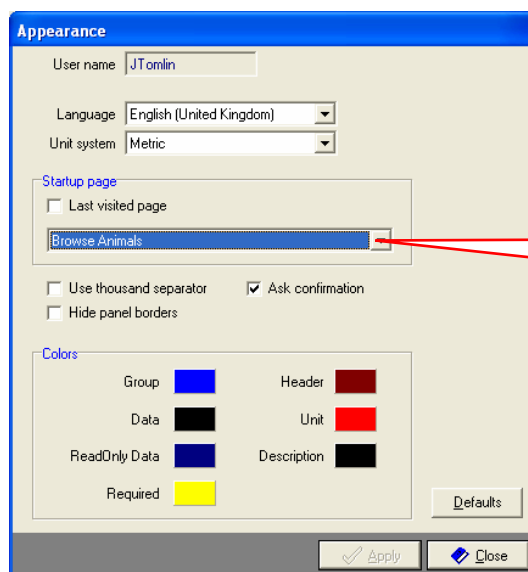 Appearance
User name JTomlin
Language English (United Kingdom)
Unit system Metric
Startup page
Last visited page
Browse Animals
Use thousand separator Ask confirmation
Hide panel borders
Colors
Group Header
Data Unit
ReadOnly Data Description
Required
Defaults
Apply Close